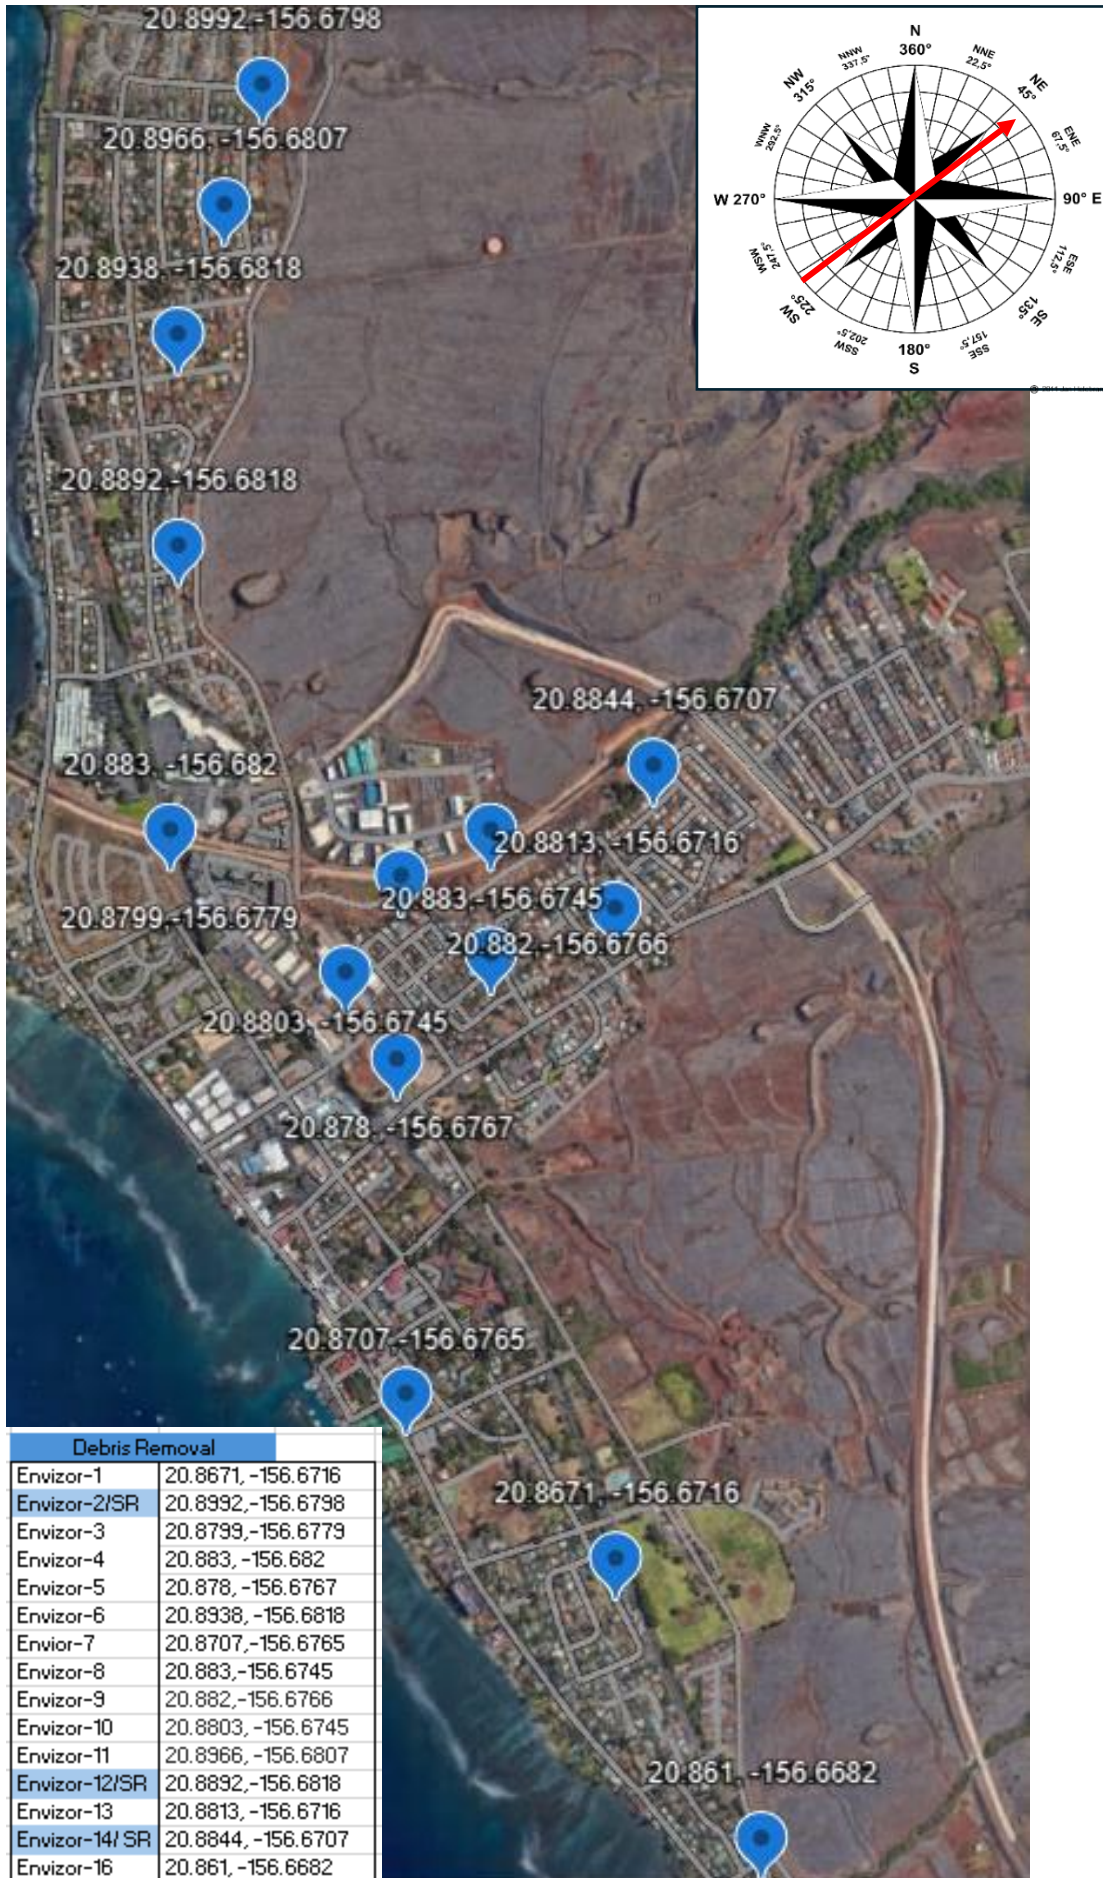 20.8992,-156.6798
20.8966, -156.6807
20.8938, -156.6818
20.8892,-156.6818
20.8844, -156.6707
20.883, -156.682
20.8813, -156.6716
20.883,-156.6745
20.8799,-156.6779
20.882,-156.6766
20.8803, -156.6745
20.878, -156.6767
20.8707,-156.6765
20.8671, -156.6716
20.861, -156.6682
N
360°
NNE
22,5°
NE
45°
ENE
67,5°
90° E
ESE
112,5°
SE
135°
SSE
157,5°
180°
S
SSW
202,5°
SW
225°
WSW
247,5°
W 270°
WNW
292,5°
NW
315°
NNW
337,5°
Debris Removal
Envizor-1 20.8671, -156.6716
Envizor-2/SR 20.8992,-156.6798
Envizor-3 20.8799,-156.6779
Envizor-4 20.883, -156.682
Envizor-5 20.878, -156.6767
Envizor-6 20.8938, -156.6818
Envior-7 20.8707,-156.6765
Envizor-8 20.883,-156.6745
Envizor-9 20.882,-156.6766
Envizor-10 20.8803, -156.6745
Envizor-11 20.8966, -156.6807
Envizor-12/SR 20.8892,-156.6818
Envizor-13 20.8813, -156.6716
Envizor-14/ SR 20.8844, -156.6707
Envizor-16 20.861, -156.6682